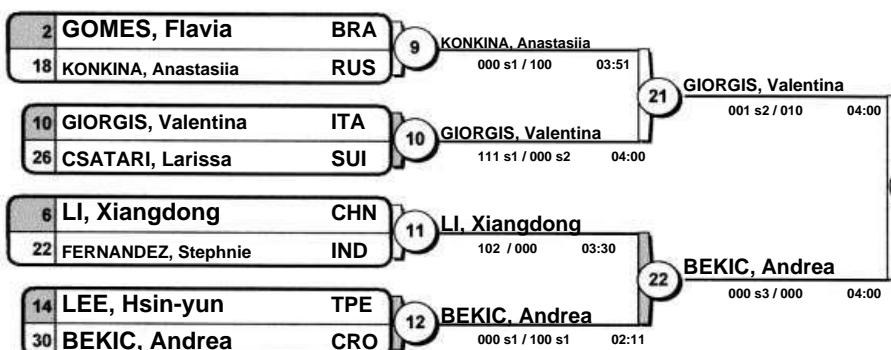 2 GOMES, Flavia BRA
18 KONKINA, Anastasiia RUS
9
KONKINA, Anastasiia
000 s1 / 100 03:51
10 GIORGIS, Valentina ITA
26 CSATARI, Larissa SUI
10
GIORGIS, Valentina
111 s1 / 000 s2 04:00
21
GIORGIS, Valentina
001 s2 / 010 04:00
6 LI, Xiangdong CHN
22 FERNANDEZ, Stephnie IND
11
LI, Xiangdong
102 / 000 03:30
14 LEE, Hsin-yun TPE
30 BEKIC, Andrea CRO
12
BEKIC, Andrea
000 s1 / 100 s1 02:11
22
BEKIC, Andrea
000 s3 / 000 04:00